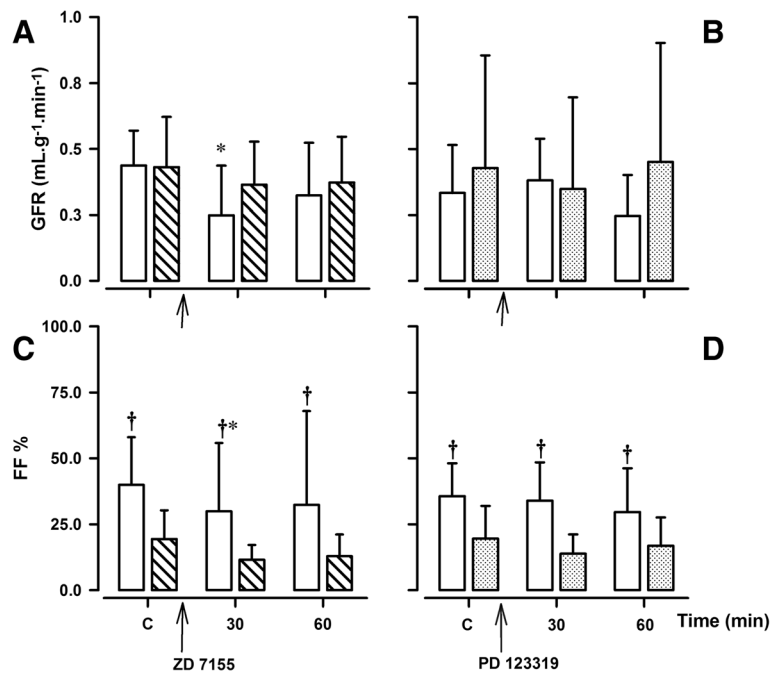 A
B
GFR (mL.g-1.min-1)
1.0
0.8
0.5
0.3
0.0
*
C
D
FF %
100.0
75.0
50.0
25.0
0.0
† †* † † † †
C 30 60 C 30 60 Time (min)
ZD 7155 PD 123319